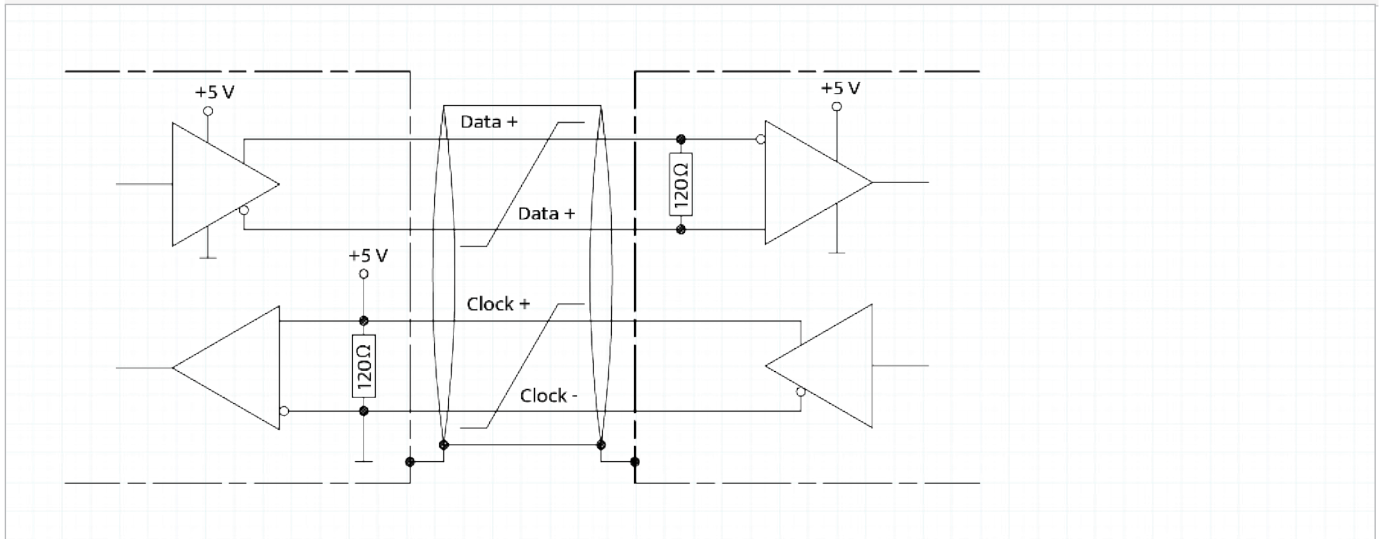 +5 V
+5 V
Data +
120Ω
Data +
+5 V
Clock +
120Ω
Clock -